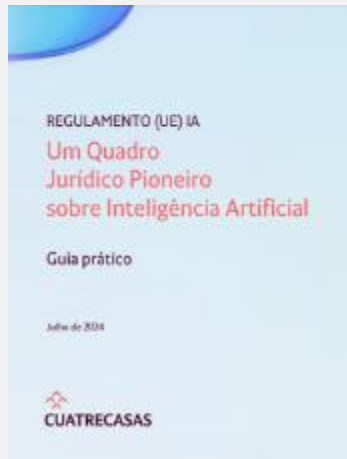 REGULAMENTO (UE) IA
Um Quadro
Jurídico Pioneiro
sobre Inteligência Artificial
Guia prático
Julho de 2024
CUATRECASAS